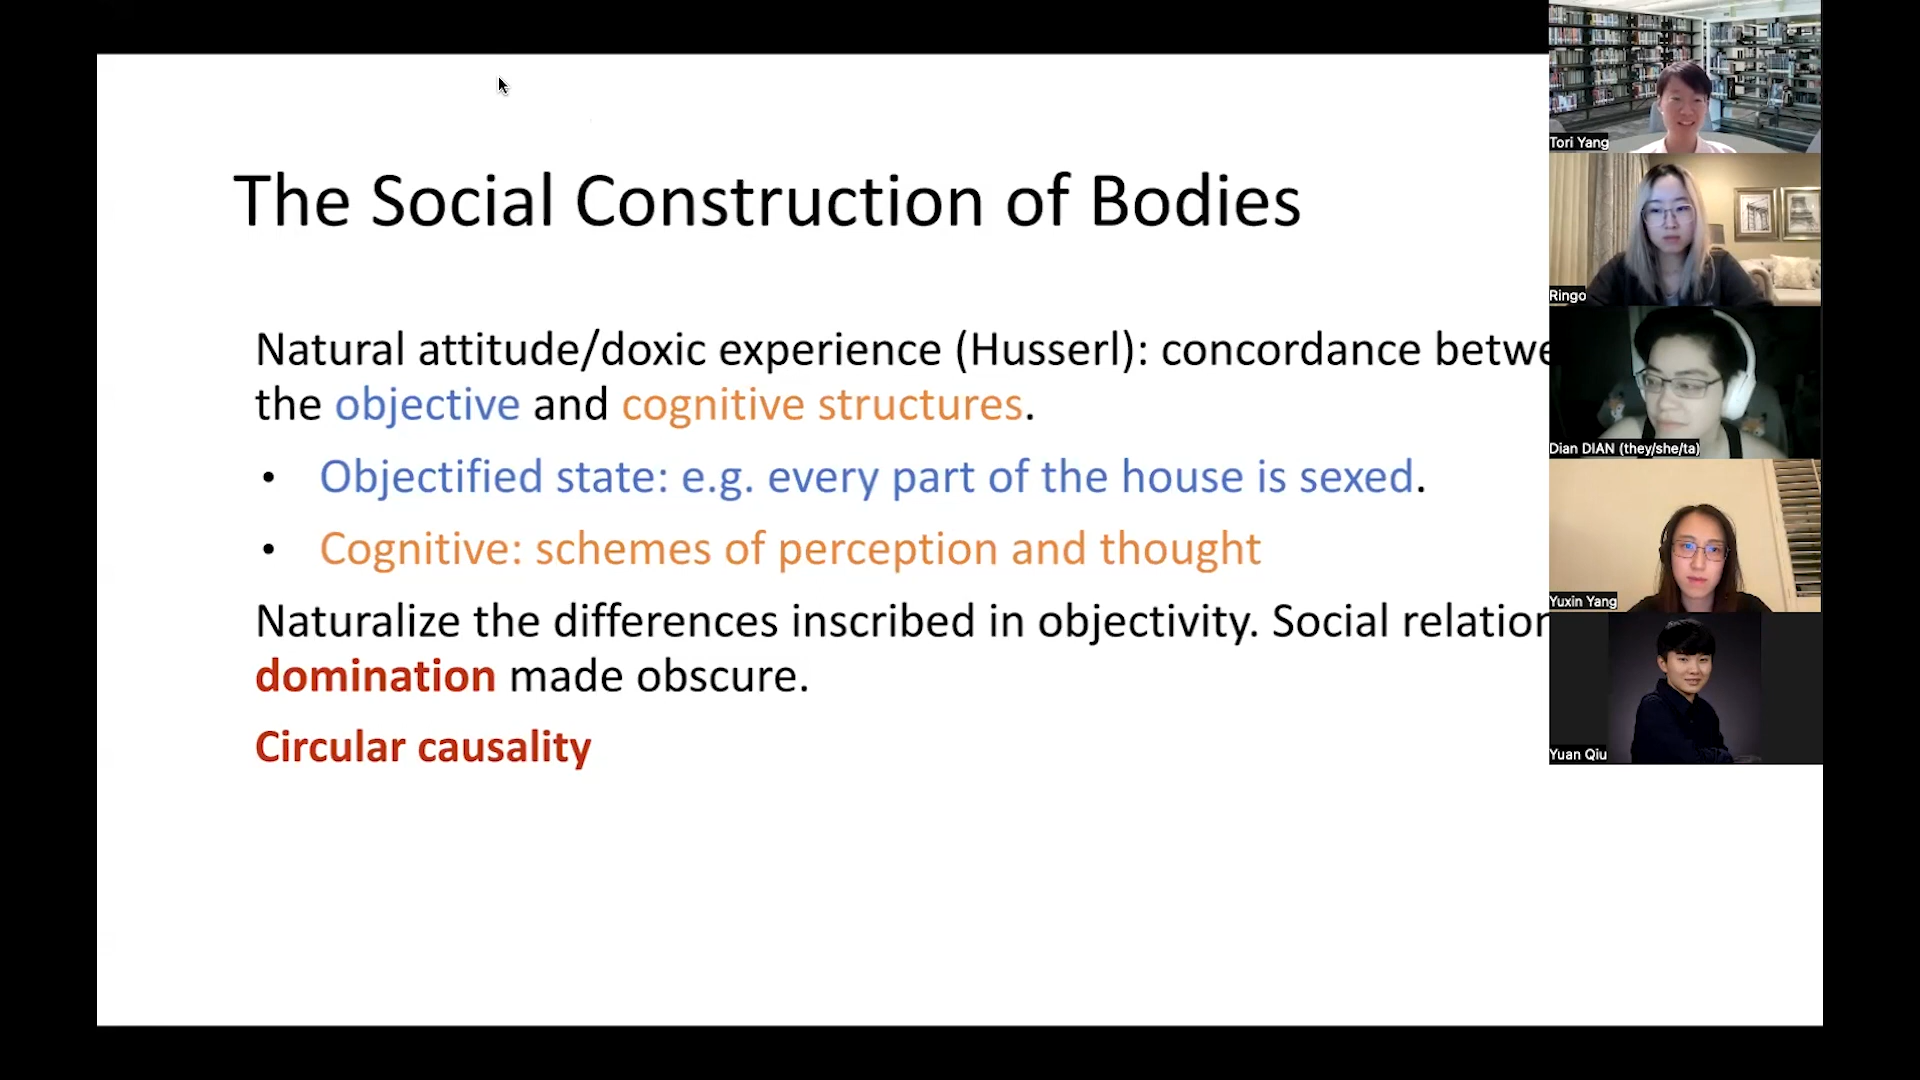 The Social Construction of Bodies
Natural attitude/doxic experience (Husserl): concordance betwe
the objective and cognitive structures.
• Objectified state: e.g. every part of the house is sexed.
• Cognitive: schemes of perception and thought
Naturalize the differences inscribed in objectivity. Social relation
domination made obscure.
Circular causality
Tori Yang
Ringo
Dian DIAN (they/she/ta)
Yuxin Yang
Yuan Qiu